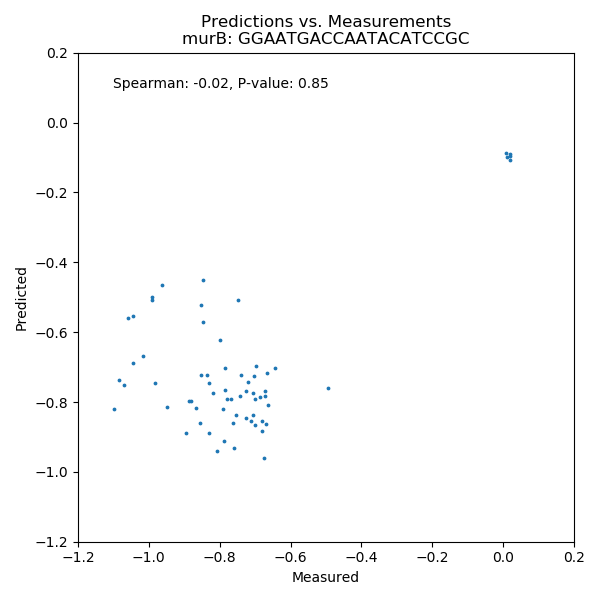 Predictions vs. Measurements
murB: GGAATGACCAATACATCCGC
Spearman: -0.02, P-value: 0.85
0.2
0.0
−0.2
−0.4
−0.6
−0.8
−1.0
−1.2
Predicted
−1.2 −1.0 −0.8 −0.6 −0.4 −0.2 0.0 0.2
Measured